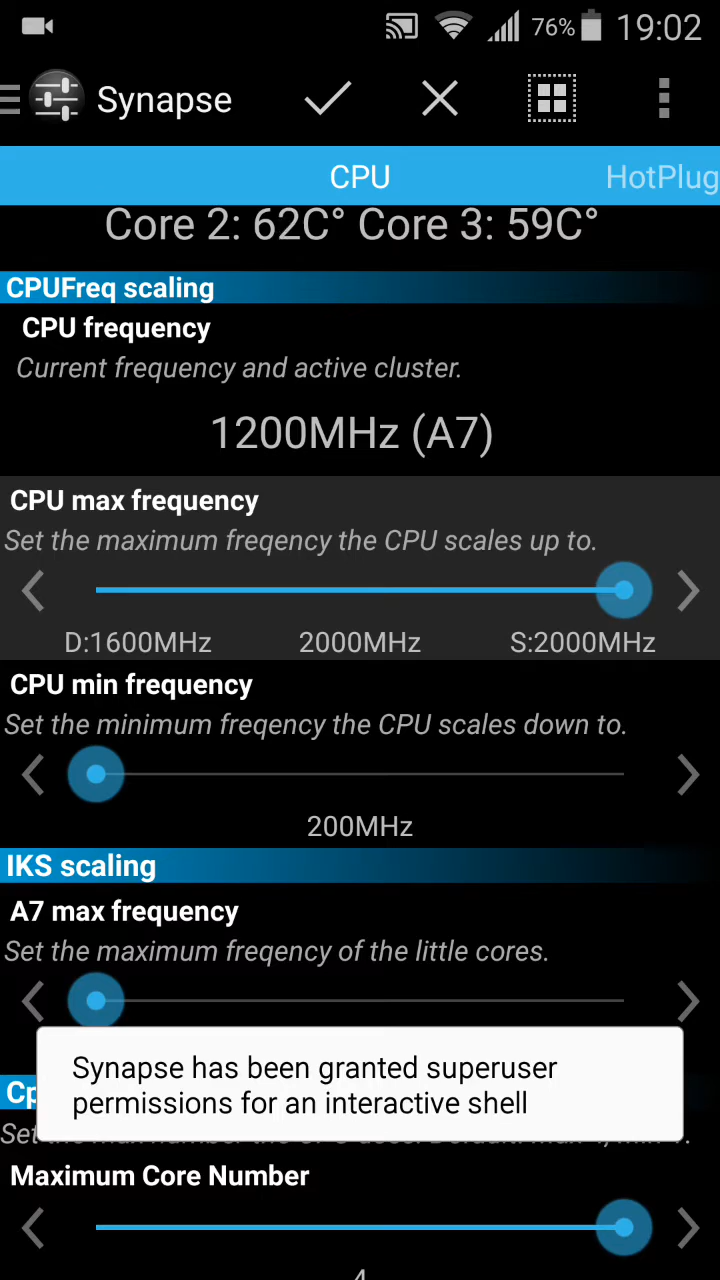 76% 19:02
Synapse
CPU HotPlug
Core 2: 62C° Core 3: 59C°
CPUFreq scaling
CPU frequency
Current frequency and active cluster.
1200MHz (A7)
CPU max frequency
Set the maximum freqency the CPU scales up to.
D:1600MHz 2000MHz S:2000MHz
CPU min frequency
Set the minimum freqency the CPU scales down to.
200MHz
IKS scaling
A7 max frequency
Set the maximum freqency of the little cores.
Synapse has been granted superuser
permissions for an interactive shell
Cp
Set
Maximum Core Number
4